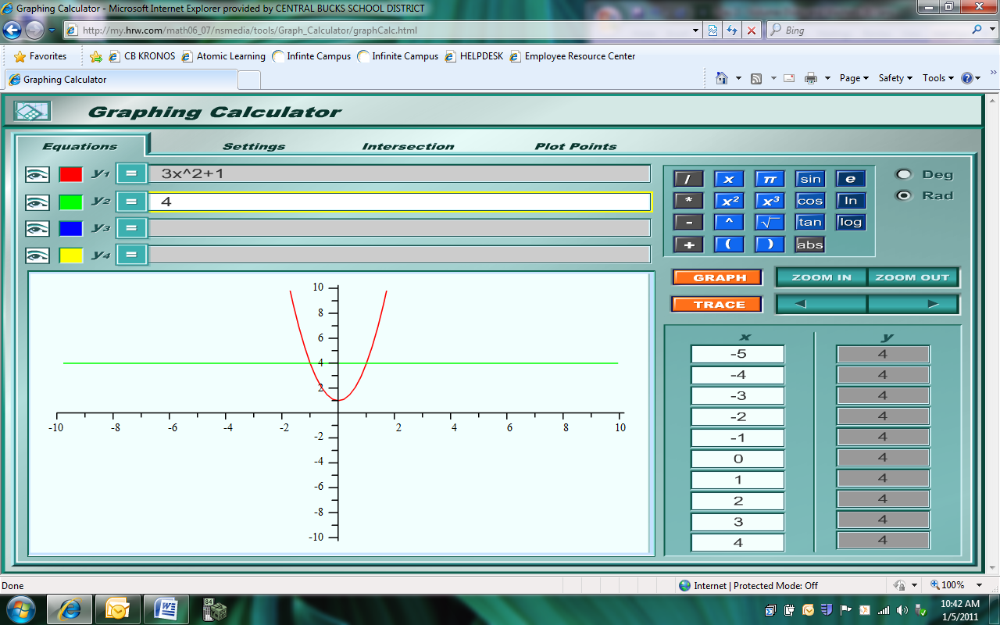 Graphing Calculator - Microsoft Internet Explorer provided by CENTRAL BUCKS SCHOOL DISTRICT
http://my.hrw.com/math06_07/nsmedia/tools/Graph_Calculator/graphCalc.html
Bing
Favorites CB KRONOS Atomic Learning Infinte Campus Infinite Campus HELPDESK Employee Resource Center
Graphing Calculator Page Safety Tools
Graphing Calculator
Equations Settings Intersection Plot Points
y1 = 3x^2+1
y2 = 4
y3 =
y4 =
/ x π sin e
* x² x³ cos ln
- ^ √ tan log
+ ( ) abs
Deg
Rad
GRAPH ZOOM IN ZOOM OUT
TRACE
10
8
6
4
2
-10 -8 -6 -4 -2 2 4 6 8 10
-2
-4
-6
-8
-10
x y
-5 4
-4 4
-3 4
-2 4
-1 4
0 4
1 4
2 4
3 4
4 4
Done Internet | Protected Mode: Off 100%
84
10:42 AM
1/5/2011